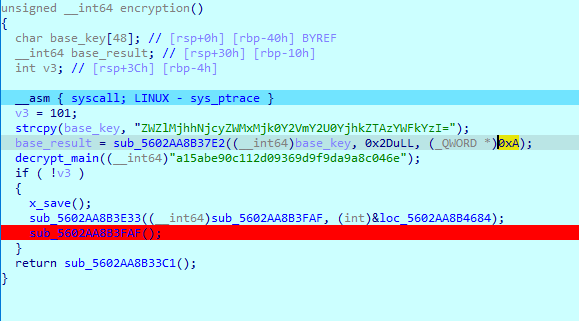 unsigned __int64 encryption()
{
  char base_key[48]; // [rsp+0h] [rbp-40h] BYREF
  __int64 base_result; // [rsp+30h] [rbp-10h]
  int v3; // [rsp+3Ch] [rbp-4h]
  __asm { syscall; LINUX - sys_ptrace }
  v3 = 101;
  strcpy(base_key, "ZWZlMjhhNjcyZWMxMjk0Y2VmY2U0YjhkZTAzYWFkYzI=");
  base_result = sub_5602AA8B37E2((__int64)base_key, 0x2DuLL, (_QWORD *)0xA);
  decrypt_main((__int64)"a15abe90c112d09369d9f9da9a8c046e");
  if ( !v3 )
  {
    x_save();
    sub_5602AA8B3E33((__int64)sub_5602AA8B3FAF, (int)&loc_5602AA8B4684);
    sub_5602AA8B3FAF();
  }
  return sub_5602AA8B33C1();
}